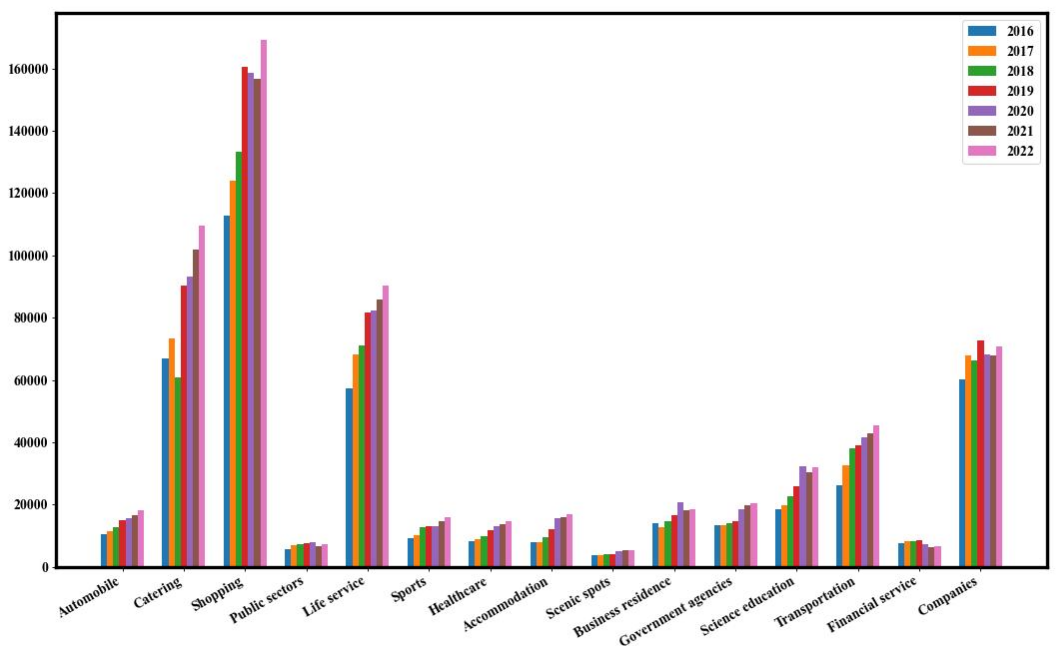 160000
140000
120000
100000
80000
60000
40000
20000
0
2016
2017
2018
2019
2020
2021
2022
Automobile
Catering
Shopping
Public sectors
Life service
Sports
Healthcare
Accommodation
Scenic spots
Business residence
Government agencies
Science education
Transportation
Financial service
Companies